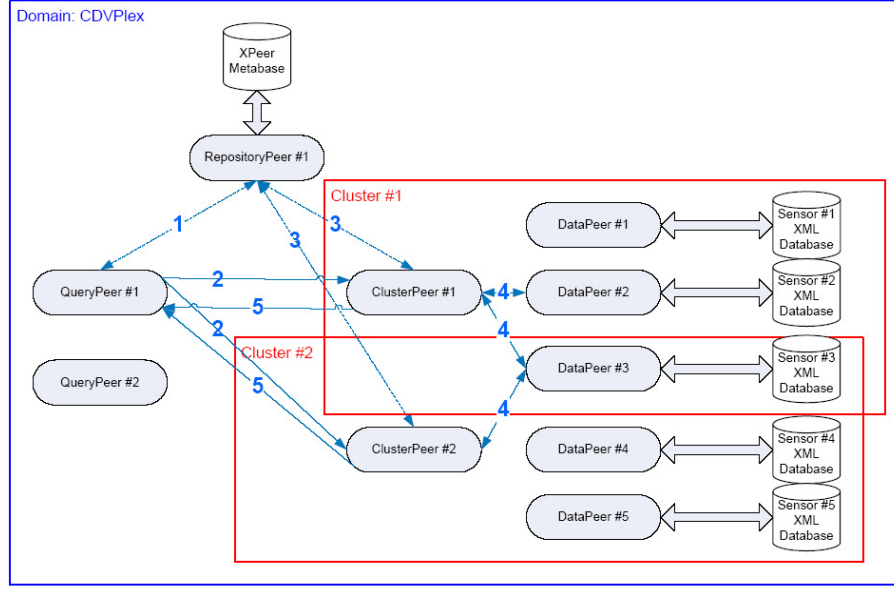 Domain: CDVPlex
XPeer
Metabase
RepositoryPeer #1
Cluster #1
1
3
3
DataPeer #1
Sensor #1
XML
Database
QueryPeer #1
2
ClusterPeer #1
4
DataPeer #2
Sensor #2
XML
Database
5
2
4
Cluster #2
QueryPeer #2
5
DataPeer #3
Sensor #3
XML
Database
4
ClusterPeer #2
DataPeer #4
Sensor #4
XML
Database
DataPeer #5
Sensor #5
XML
Database